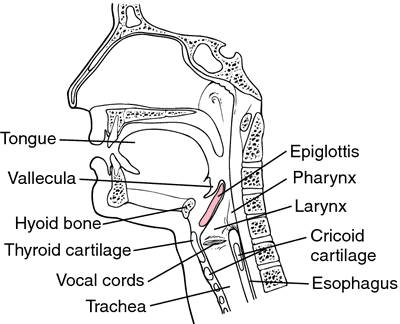 Tongue
Vallecula
Hyoid bone
Thyroid cartilage
Vocal cords
Trachea
Epiglottis
Pharynx
Larynx
Cricoid
cartilage
Esophagus